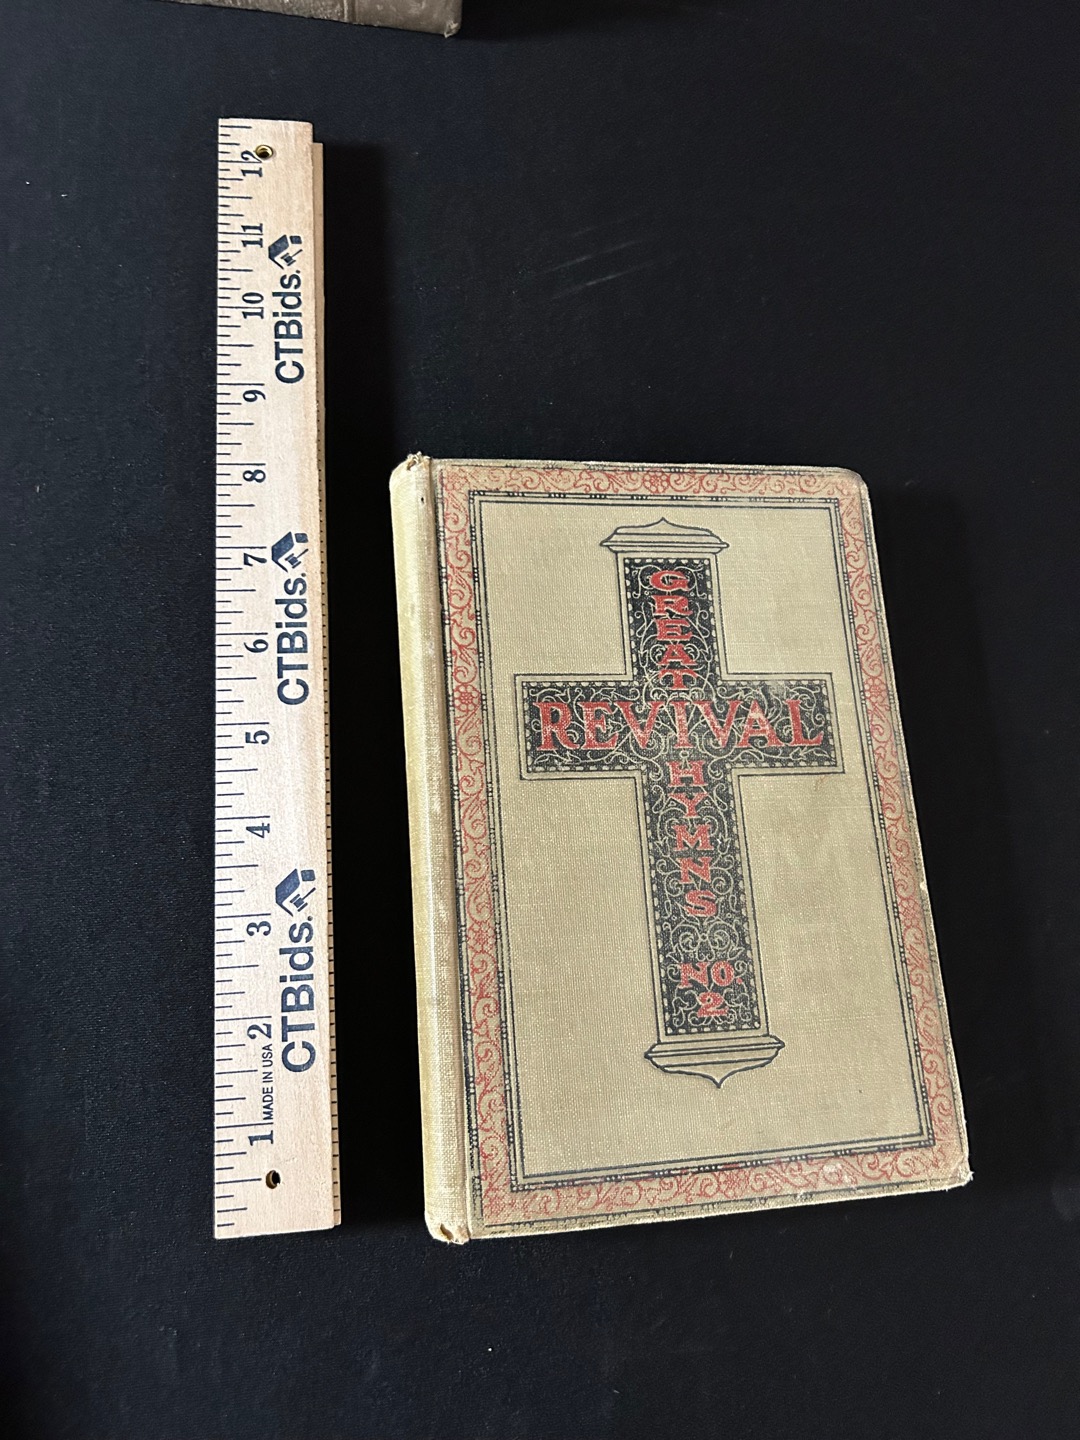 12
11
10
9
8
7
6
5
4
3
2
1
CTBids.
CTBids.
CTBids.
MADE IN USA
GREAT
REVIVAL
HYMNS
NO.
2